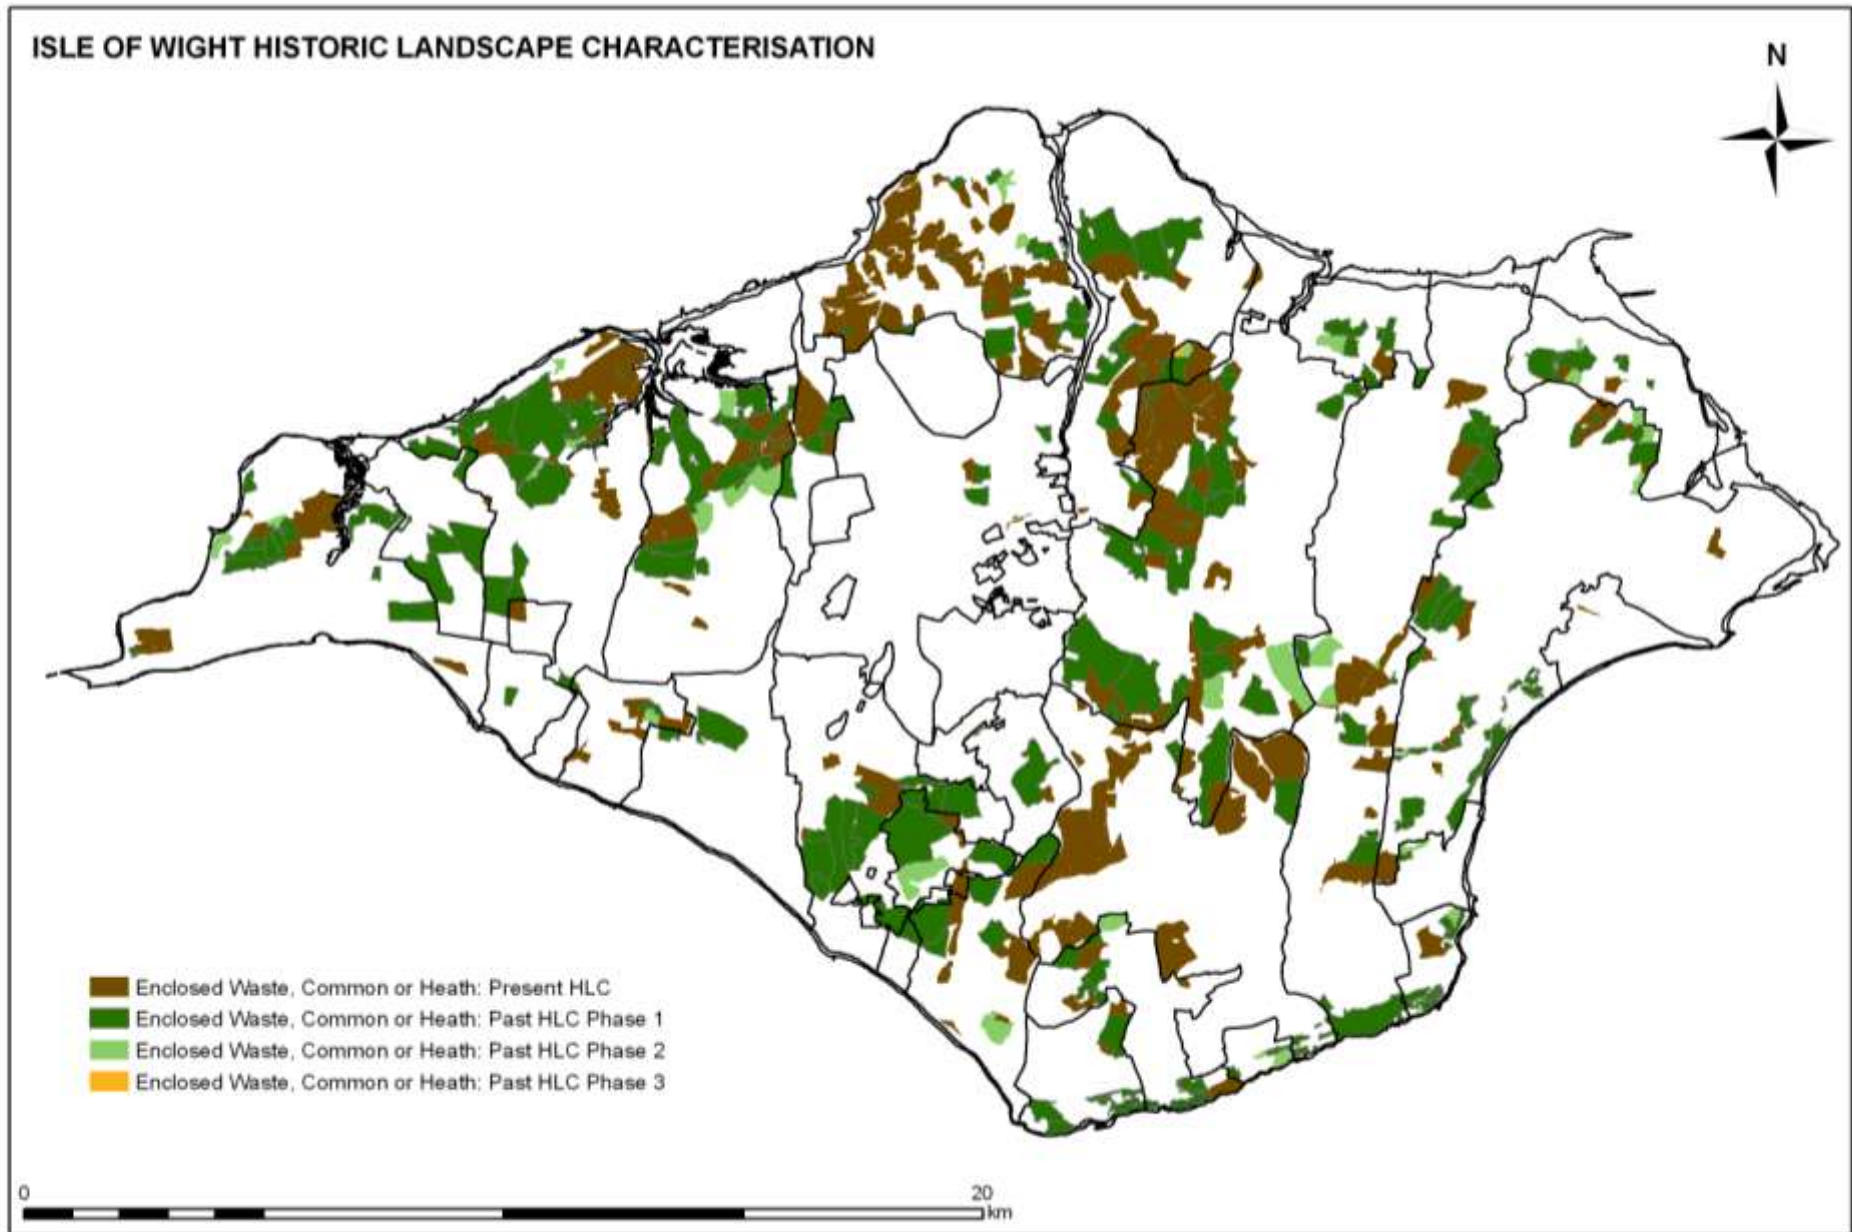 ISLE OF WIGHT HISTORIC LANDSCAPE CHARACTERISATION
N
Enclosed Waste, Common or Heath: Present HLC
Enclosed Waste, Common or Heath: Past HLC Phase 1
Enclosed Waste, Common or Heath: Past HLC Phase 2
Enclosed Waste, Common or Heath: Past HLC Phase 3
0 20
km